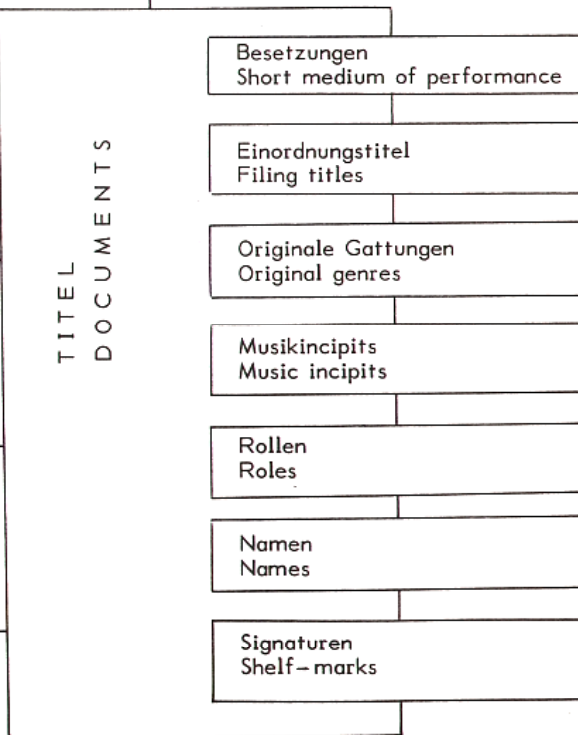 TITEL
DOCUMENTS
Besetzungen
Short medium of performance
Einordnungstitel
Filing titles
Originale Gattungen
Original genres
Musikincipits
Music incipits
Rollen
Roles
Namen
Names
Signaturen
Shelf-marks